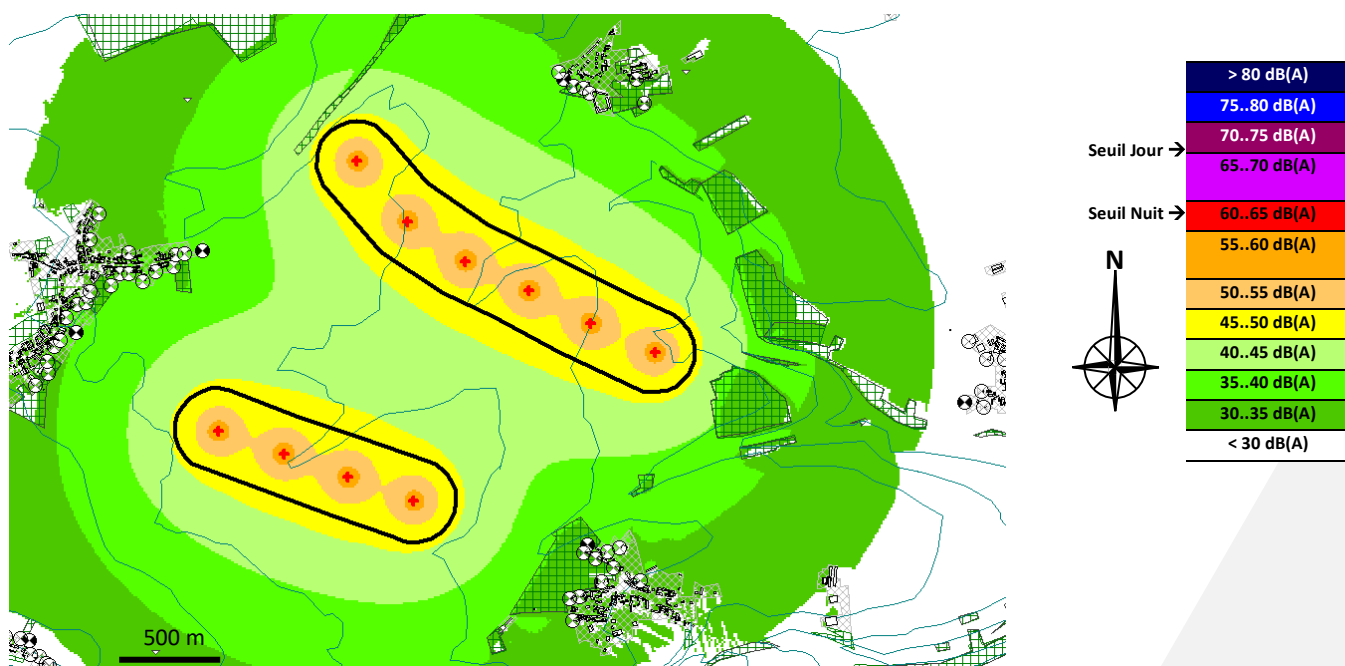 > 80 dB(A)
75..80 dB(A)
70..75 dB(A)
Seuil Jour →
65..70 dB(A)
Seuil Nuit →
60..65 dB(A)
55..60 dB(A)
N
50..55 dB(A)
45..50 dB(A)
40..45 dB(A)
35..40 dB(A)
30..35 dB(A)
< 30 dB(A)
500 m